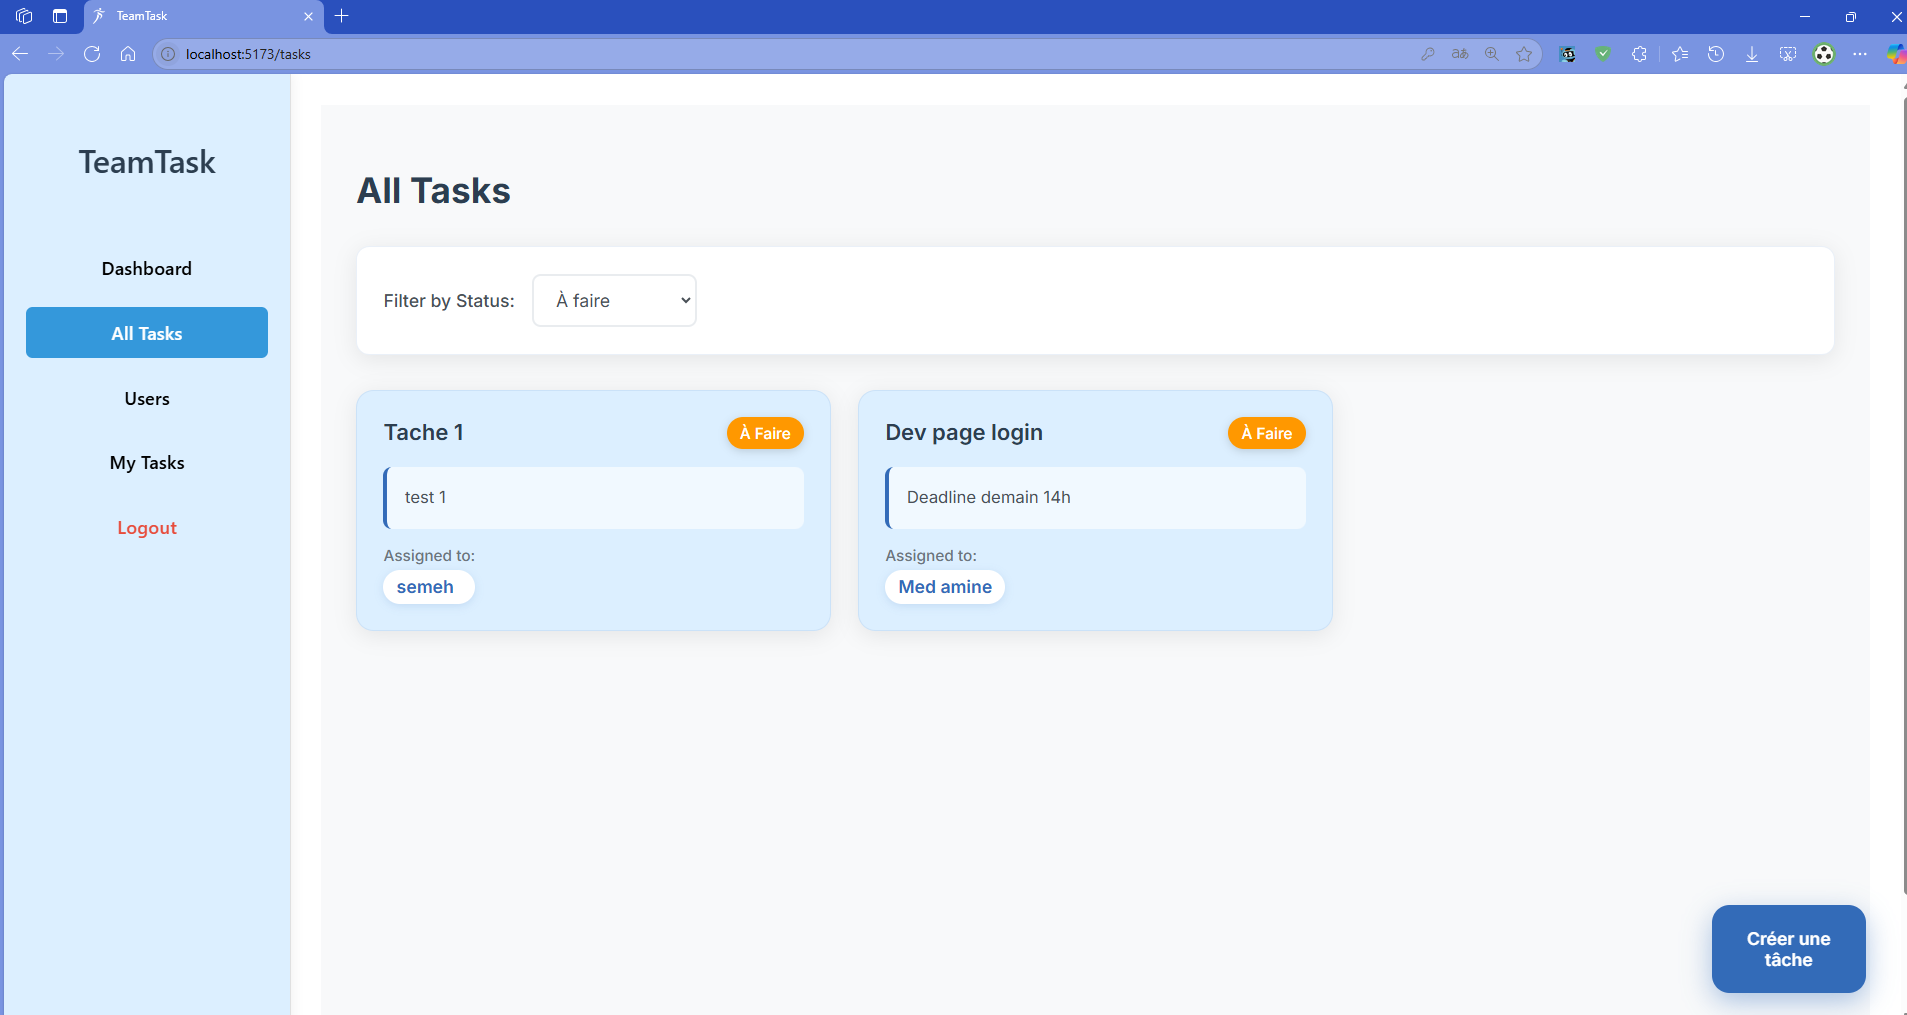 TeamTask
localhost:5173/tasks
TeamTask
Dashboard
All Tasks
Users
My Tasks
Logout
All Tasks
Filter by Status:
À faire
Tache 1
À Faire
test 1
Assigned to:
semeh
Dev page login
À Faire
Deadline demain 14h
Assigned to:
Med amine
Créer une
tâche